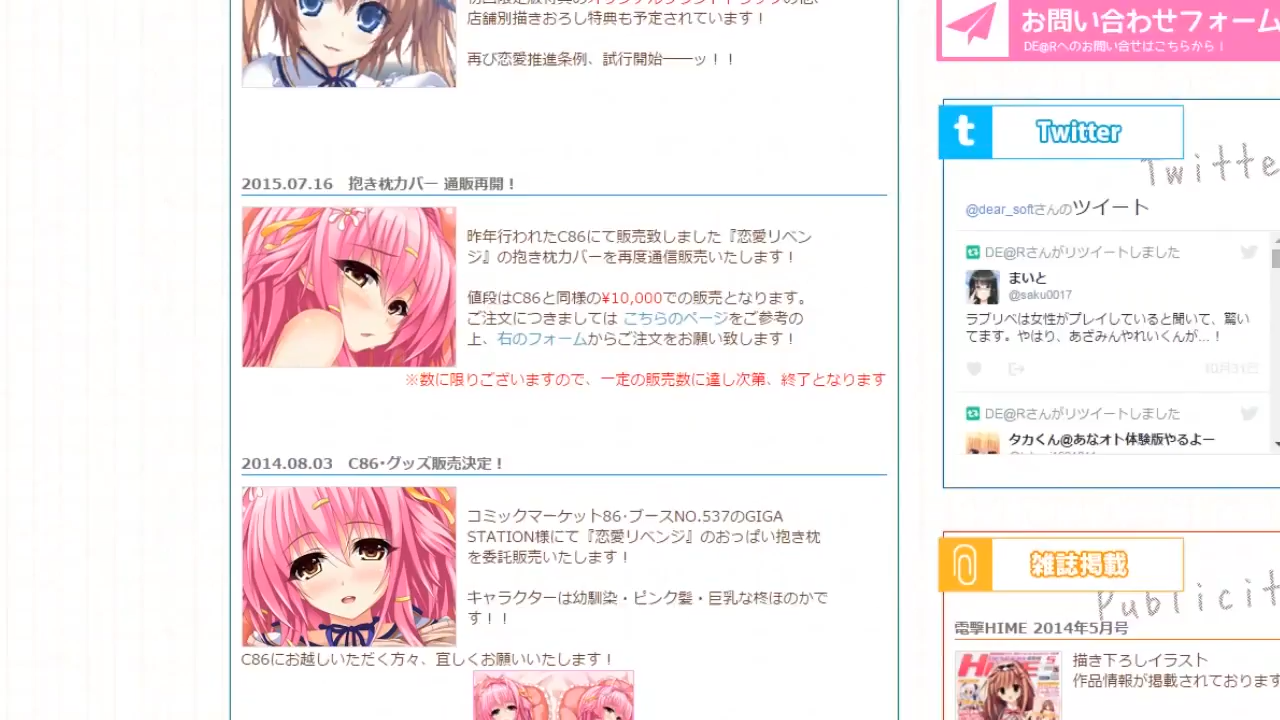 店舗別描きおろし特典も予定されています！
再び恋愛推進条例、試行開始――ッ！！
2015.07.16　抱き枕カバー 通販再開！
昨年行われたC86にて販売致しました『恋愛リベン
ジ』の抱き枕カバーを再度通信販売いたします！
値段はC86と同様の¥10,000での販売となります。
ご注文につきましては こちらのページをご参考の
上、右のフォームからご注文をお願い致します！
※数に限りございますので、一定の販売数に達し次第、終了となります
2014.08.03　C86･グッズ販売決定！
コミックマーケット86･ブースNO.537のGIGA
STATION様にて『恋愛リベンジ』のおっぱい抱き枕
を委託販売いたします！
キャラクターは幼馴染・ピンク髪・巨乳な柊ほのかで
す！！
C86にお越しいただく方々、宜しくお願いいたします！
お問い合わせフォーム
DE@Rへのお問い合せはこちらから！
Twitter
Twitte
@dear_softさんのツイート
DE@Rさんがリツイートしました
まいと
@saku0017
ラブリベは女性がプレイしていると聞いて、驚い
てます。やはり、あざみんやれいくんが…！
10月31日
DE@Rさんがリツイートしました
タカくん@あなオト体験版やるよー
雑誌掲載
Publicit
電撃HIME 2014年5月号
描き下ろしイラスト
作品情報が掲載されております